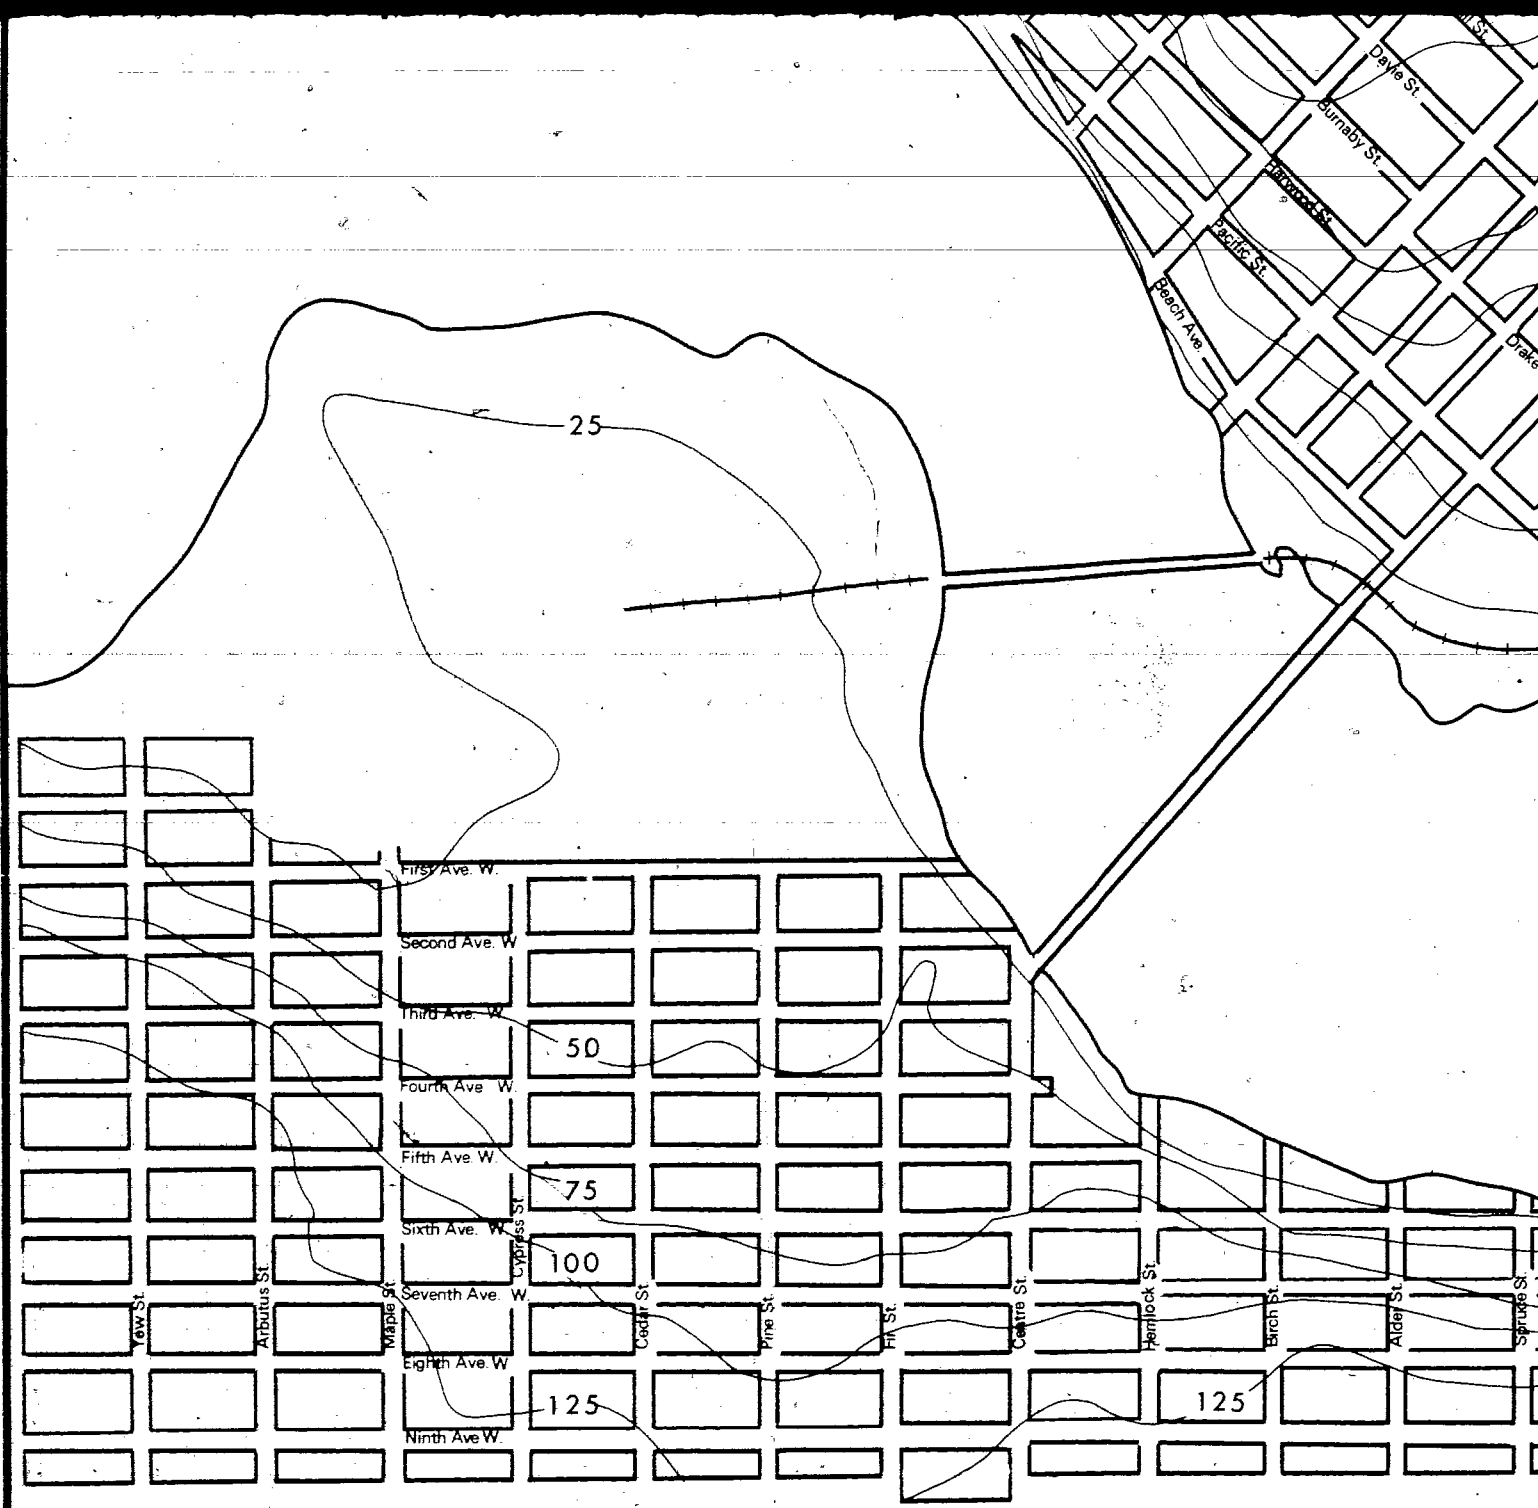 Davie St.
Burnaby St.
Harwood St.
Pacific St.
Beach Ave.
Drake
25
First Ave. W.
Second Ave. W
Third Ave. W
50
Fourth Ave W.
Fifth Ave. W.
75
Sixth Ave. W.
Cypress St.
100
Seventh Ave. W.
Yew St.
Arbutus St.
Maple St.
Cedar St.
Pine St.
Fir St.
Centre St.
Hemlock St.
Birch St.
Alder St.
Spruce St.
Eighth Ave. W
125
125
Ninth Ave W.